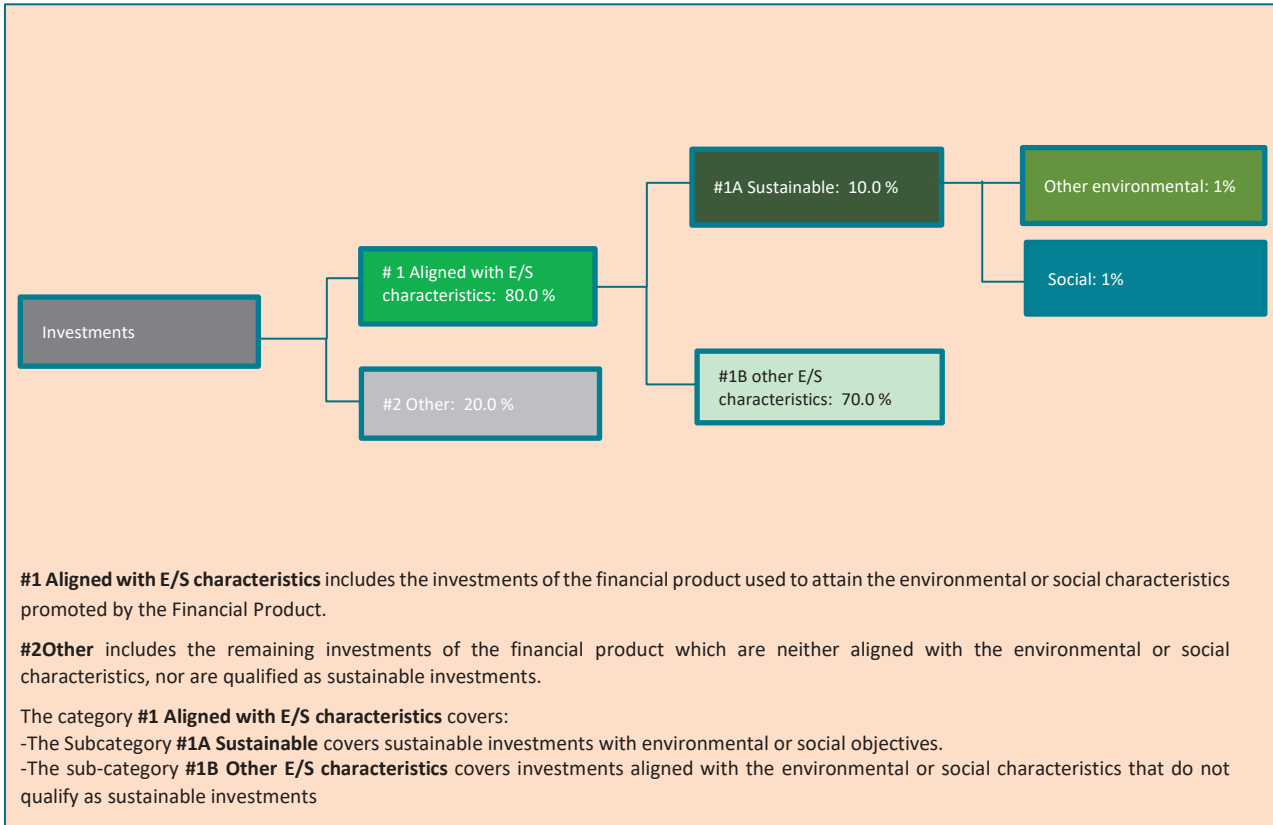 #1A Sustainable: 10.0 %
Other environmental: 1%
# 1 Aligned with E/S
characteristics: 80.0 %
Social: 1%
Investments
#1B other E/S
characteristics: 70.0 %
#2 Other: 20.0 %
#1 Aligned with E/S characteristics includes the investments of the financial product used to attain the environmental or social characteristics
promoted by the Financial Product.
#2Other includes the remaining investments of the financial product which are neither aligned with the environmental or social
characteristics, nor are qualified as sustainable investments.
The category #1 Aligned with E/S characteristics covers:
-The Subcategory #1A Sustainable covers sustainable investments with environmental or social objectives.
-The sub-category #1B Other E/S characteristics covers investments aligned with the environmental or social characteristics that do not
qualify as sustainable investments